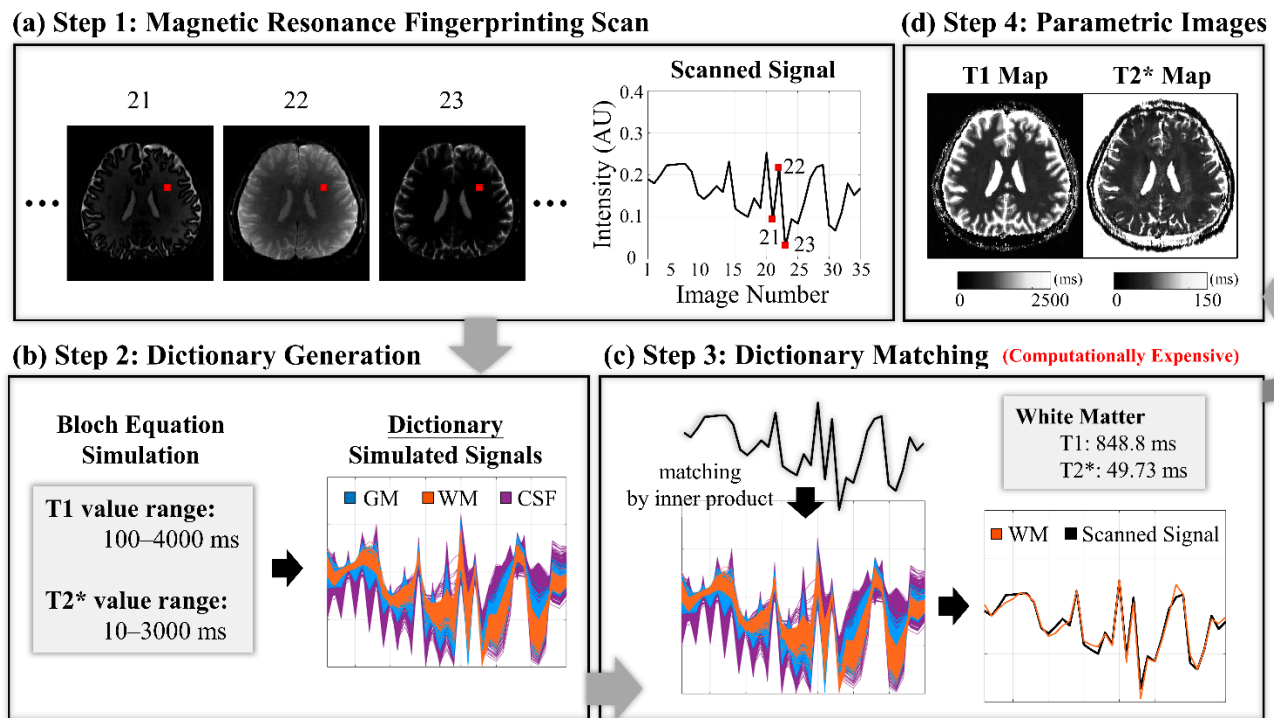 (a) Step 1: Magnetic Resonance Fingerprinting Scan
21
22
23
Scanned Signal
0.4
0.3
0.2
0.1
0
Intensity (AU)
22
21
23
1 5 10 15 20 25 30 35
Image Number
(d) Step 4: Parametric Images
T1 Map
T2* Map
(ms)
0 2500
(ms)
0 150
(b) Step 2: Dictionary Generation
Bloch Equation
Simulation
T1 value range:
100–4000 ms
T2* value range:
10–3000 ms
Dictionary
Simulated Signals
GM WM CSF
(c) Step 3: Dictionary Matching (Computationally Expensive)
matching
by inner product
White Matter
T1: 848.8 ms
T2*: 49.73 ms
WM Scanned Signal